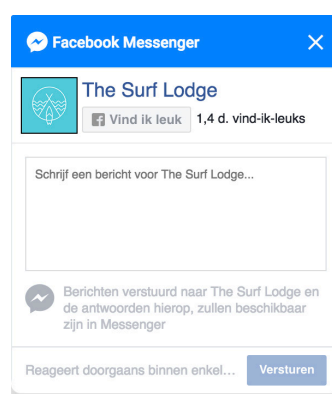 Facebook Messenger
The Surf Lodge
Vind ik leuk 1,4 d. vind-ik-leuks
Schrijf een bericht voor The Surf Lodge...
Berichten verstuurd naar The Surf Lodge en
de antwoorden hierop, zullen beschikbaar
zijn in Messenger
Reageert doorgaans binnen enkel... Versturen